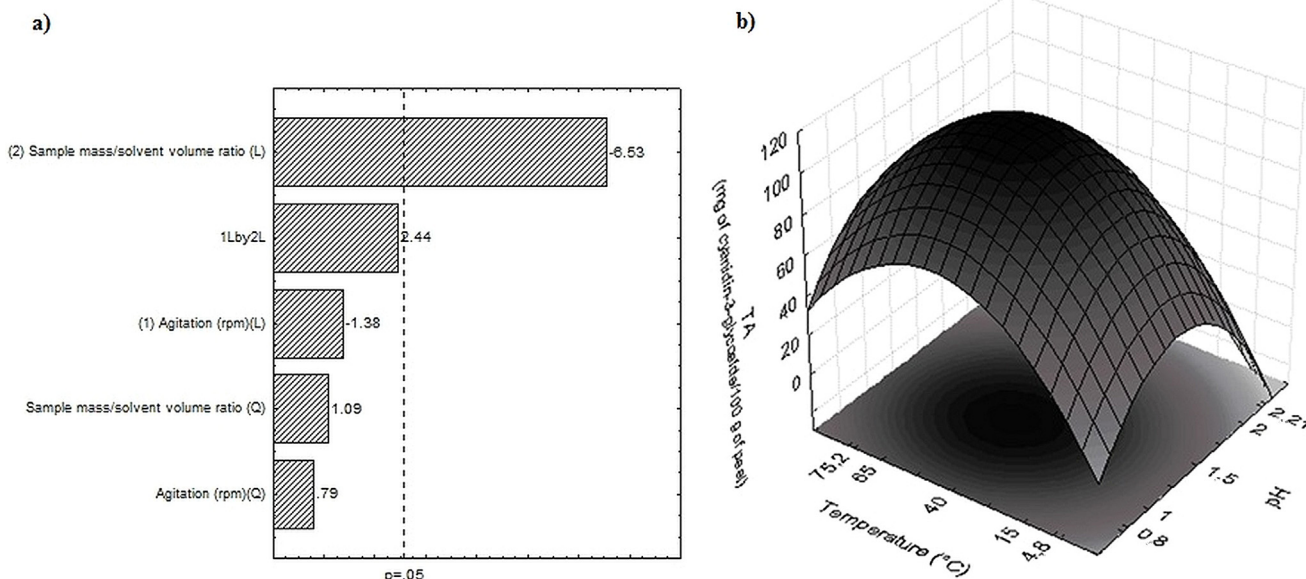 a)
(2) Sample mass/solvent volume ratio (L)
-6.53
1Lby2L
2.44
(1) Agitation (rpm)(L)
-1.38
Sample mass/solvent volume ratio (Q)
1.09
Agitation (rpm)(Q)
.79
p=.05
b)
120
100
80
60
40
20
0
TA
(mg of cyanidin-3-glycoside/100 g of peel)
75,2
65
40
15
4,8
Temperature (°C)
2,21
2
1,5
1
0,8
pH